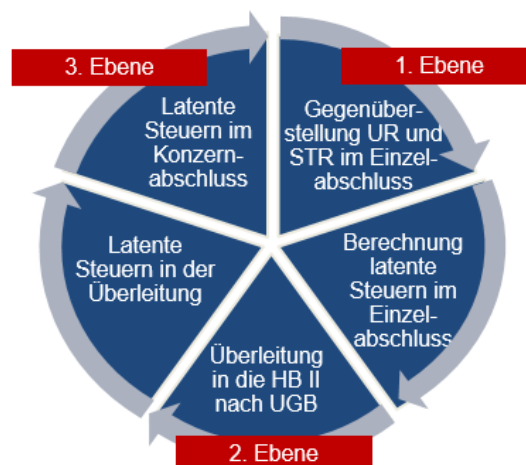 1. Ebene
Gegenüber-
stellung UR und
STR im Einzel-
abschluss
Berechnung
latente
Steuern im
Einzel-
abschluss
2. Ebene
Überleitung
in die HB II
nach UGB
Latente
Steuern in der
Überleitung
3. Ebene
Latente
Steuern im
Konzern-
abschluss